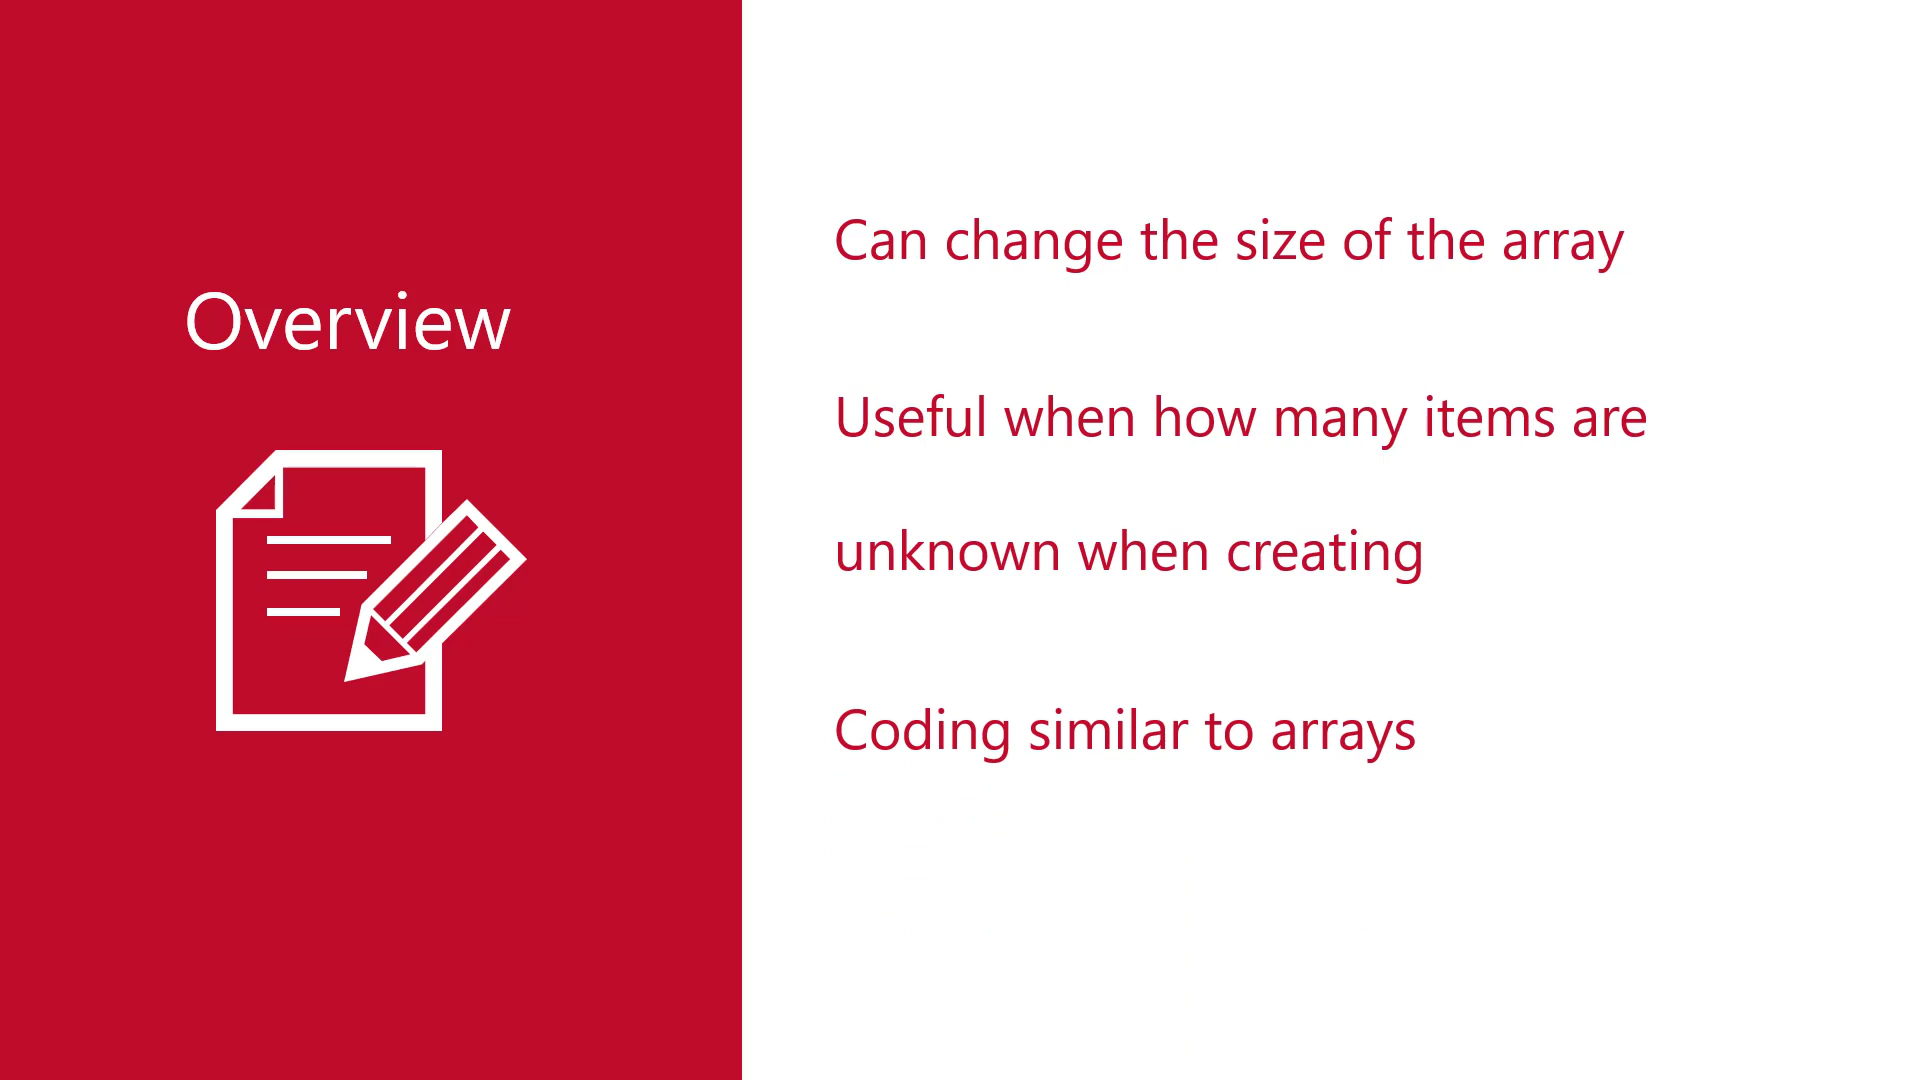 Overview
Can change the size of the array
Useful when how many items are
unknown when creating
Coding similar to arrays